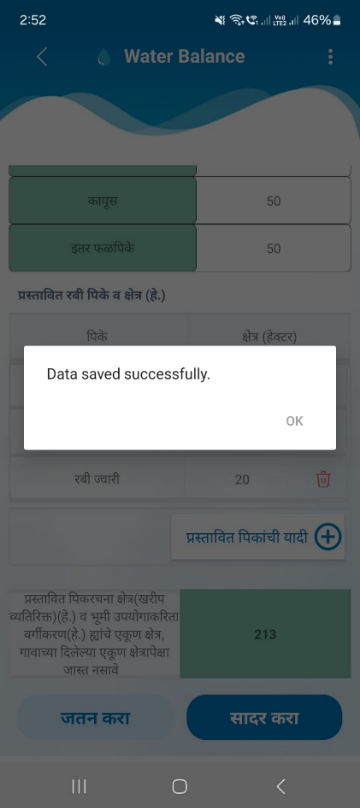 2:52
46%
Water Balance
कापूस 50
इतर फळपिके 50
प्रस्तावित रबी पिके व क्षेत्र (हे.)
पिके क्षेत्र (हेक्टर)
Data saved successfully.
OK
रबी ज्वारी 20
प्रस्तावित पिकांची यादी
प्रस्तावित पिकरचना क्षेत्र(खरीप
व्यतिरिक्त)(हे.) व भूमी उपयोगाकरिता
वर्गीकरण(हे.) ह्यांचे एकूण क्षेत्र,
गावाच्या दिलेल्या एकूण क्षेत्रापेक्षा
जास्त नसावे
213
जतन करा सादर करा